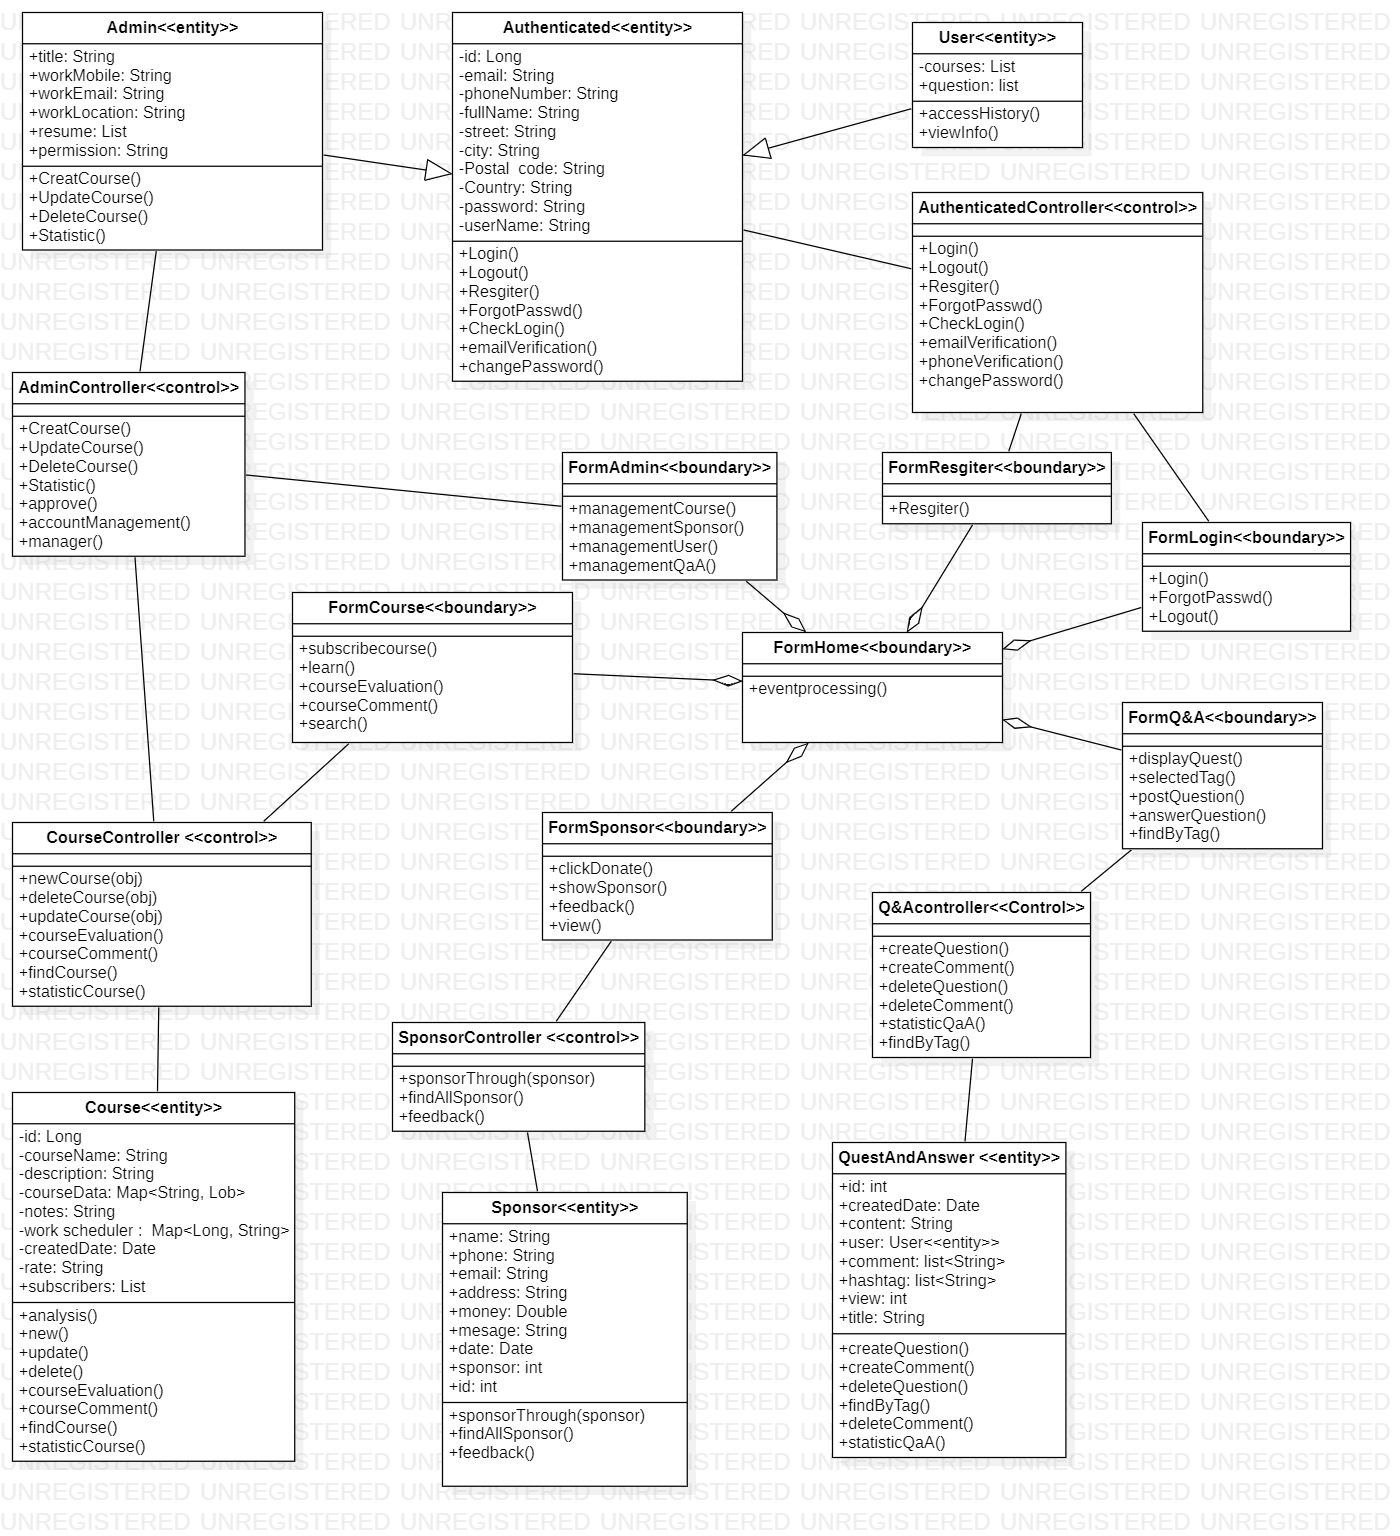 Admin<<entity>>
+title: String
+workMobile: String
+workEmail: String
+workLocation: String
+resume: List
+permission: String
+CreatCourse()
+UpdateCourse()
+DeleteCourse()
+Statistic()
Authenticated<<entity>>
-id: Long
-email: String
-phoneNumber: String
-fullName: String
-street: String
-city: String
-Postal  code: String
-Country: String
-password: String
-userName: String
+Login()
+Logout()
+Resgiter()
+ForgotPasswd()
+CheckLogin()
+emailVerification()
+changePassword()
User<<entity>>
-courses: List
+question: list
+accessHistory()
+viewInfo()
AuthenticatedController<<control>>
+Login()
+Logout()
+Resgiter()
+ForgotPasswd()
+CheckLogin()
+emailVerification()
+phoneVerification()
+changePassword()
AdminController<<control>>
+CreatCourse()
+UpdateCourse()
+DeleteCourse()
+Statistic()
+approve()
+accountManagement()
+manager()
FormAdmin<<boundary>>
+managementCourse()
+managementSponsor()
+managementUser()
+managementQaA()
FormResgiter<<boundary>>
+Resgiter()
FormLogin<<boundary>>
+Login()
+ForgotPasswd()
+Logout()
FormCourse<<boundary>>
+subscribecourse()
+learn()
+courseEvaluation()
+courseComment()
+search()
FormHome<<boundary>>
+eventprocessing()
FormQ&A<<boundary>>
+displayQuest()
+selectedTag()
+postQuestion()
+answerQuestion()
+findByTag()
CourseController <<control>>
+newCourse(obj)
+deleteCourse(obj)
+updateCourse(obj)
+courseEvaluation()
+courseComment()
+findCourse()
+statisticCourse()
FormSponsor<<boundary>>
+clickDonate()
+showSponsor()
+feedback()
+view()
Q&Acontroller<<Control>>
+createQuestion()
+createComment()
+deleteQuestion()
+deleteComment()
+statisticQaA()
+findByTag()
SponsorController <<control>>
+sponsorThrough(sponsor)
+findAllSponsor()
+feedback()
Course<<entity>>
-id: Long
-courseName: String
-description: String
-courseData: Map<String, Lob>
-notes: String
-work scheduler :  Map<Long, String>
-createdDate: Date
-rate: String
+subscribers: List
+analysis()
+new()
+update()
+delete()
+courseEvaluation()
+courseComment()
+findCourse()
+statisticCourse()
Sponsor<<entity>>
+name: String
+phone: String
+email: String
+address: String
+money: Double
+mesage: String
+date: Date
+sponsor: int
+id: int
+sponsorThrough(sponsor)
+findAllSponsor()
+feedback()
QuestAndAnswer <<entity>>
+id: int
+createdDate: Date
+content: String
+user: User<<entity>>
+comment: list<String>
+hashtag: list<String>
+view: int
+title: String
+createQuestion()
+createComment()
+deleteQuestion()
+findByTag()
+deleteComment()
+statisticQaA()
UNREGISTERED